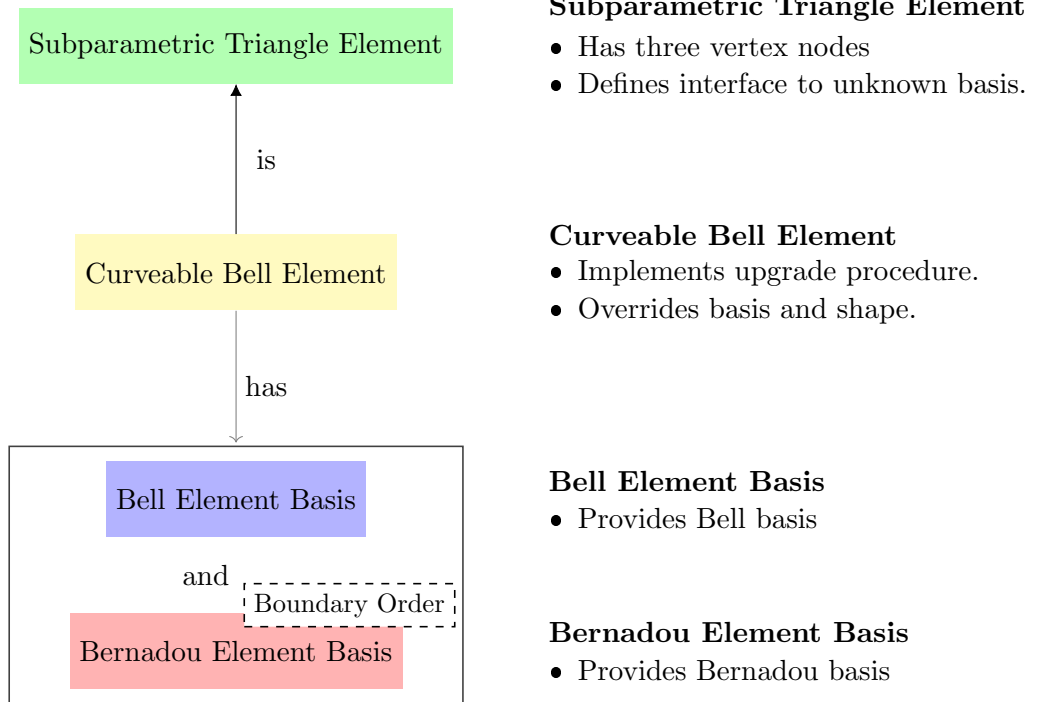 Subparametric Triangle Element
is
Curveable Bell Element
has
Bell Element Basis
and
Boundary Order
Bernadou Element Basis
Subparametric Triangle Element
• Has three vertex nodes
• Defines interface to unknown basis.
Curveable Bell Element
• Implements upgrade procedure.
• Overrides basis and shape.
Bell Element Basis
• Provides Bell basis
Bernadou Element Basis
• Provides Bernadou basis